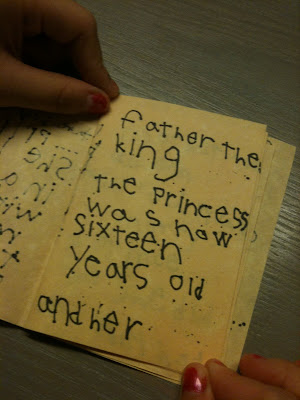 father the
king
the Princess
was now
sixteen
years old
and her